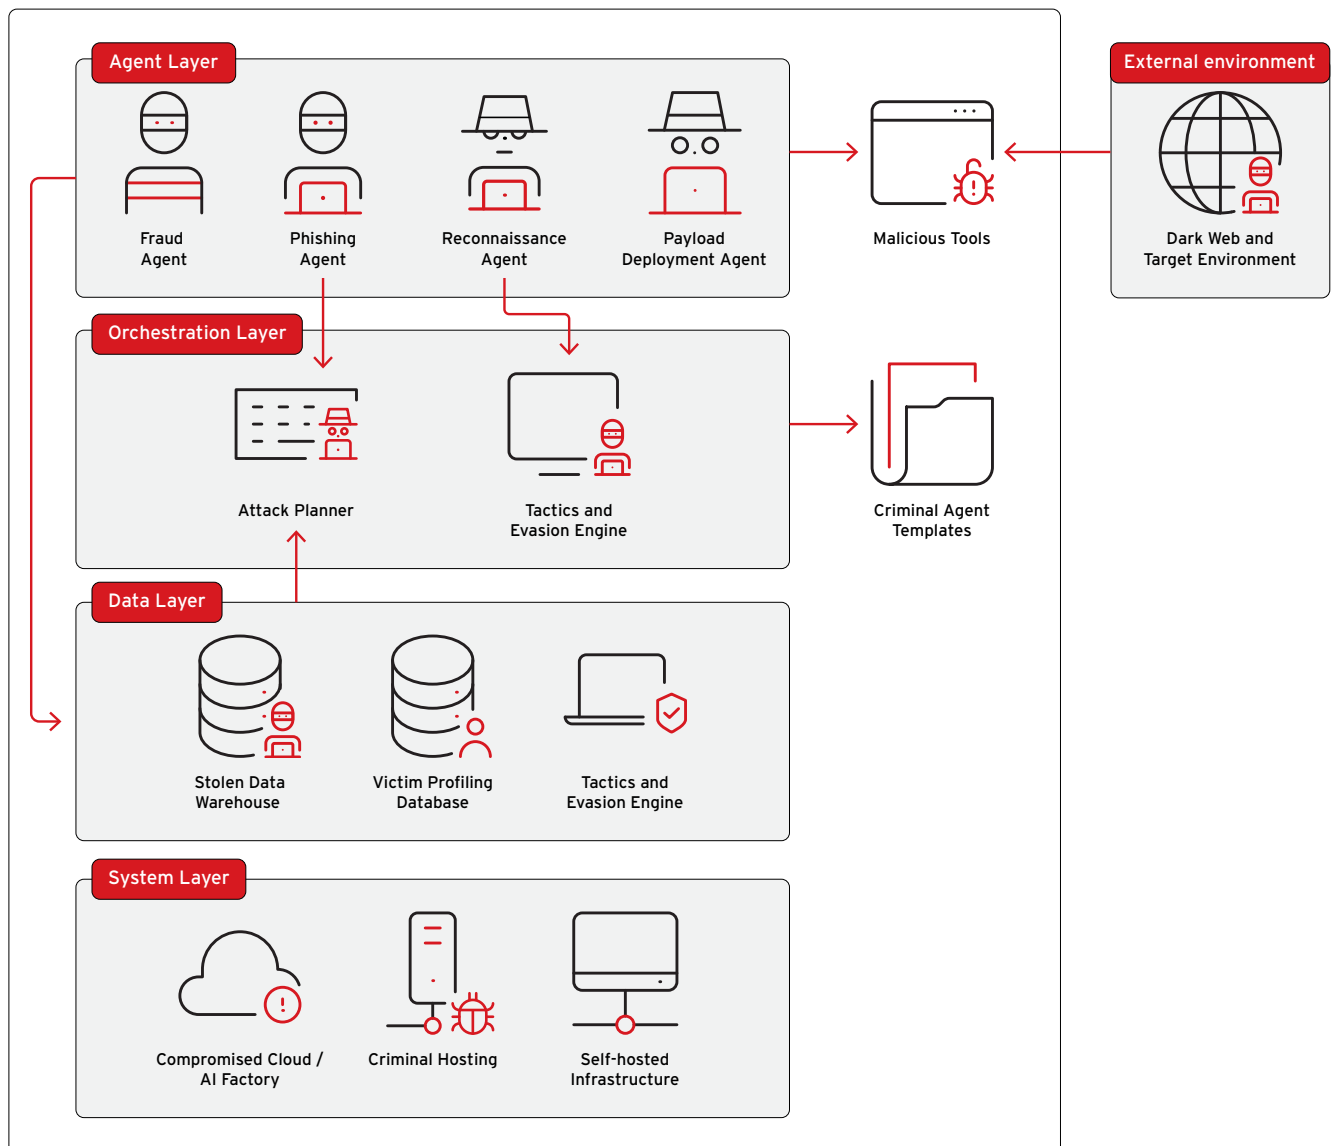 Agent Layer
External environment
Fraud
Agent
Phishing
Agent
Reconnaissance
Agent
Payload
Deployment Agent
Malicious Tools
Dark Web and
Target Environment
Orchestration Layer
Attack Planner
Tactics and
Evasion Engine
Criminal Agent
Templates
Data Layer
Stolen Data
Warehouse
Victim Profiling
Database
Tactics and
Evasion Engine
System Layer
Compromised Cloud /
AI Factory
Criminal Hosting
Self-hosted
Infrastructure